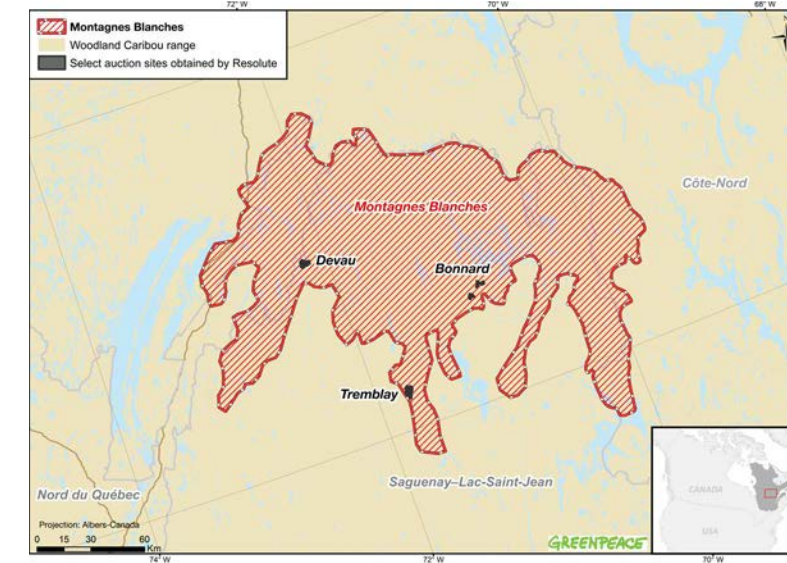 72° W
70° W
68° W
Montagnes Blanches
Woodland Caribou range
Select auction sites obtained by Resolute
N
Côte-Nord
Montagnes Blanches
Devau
Bonnard
Tremblay
Saguenay–Lac-Saint-Jean
Nord du Québec
CANADA
USA
Projection: Albers-Canada
0 15 30 60
Km
GREENPEACE
74° W
72° W
70° W